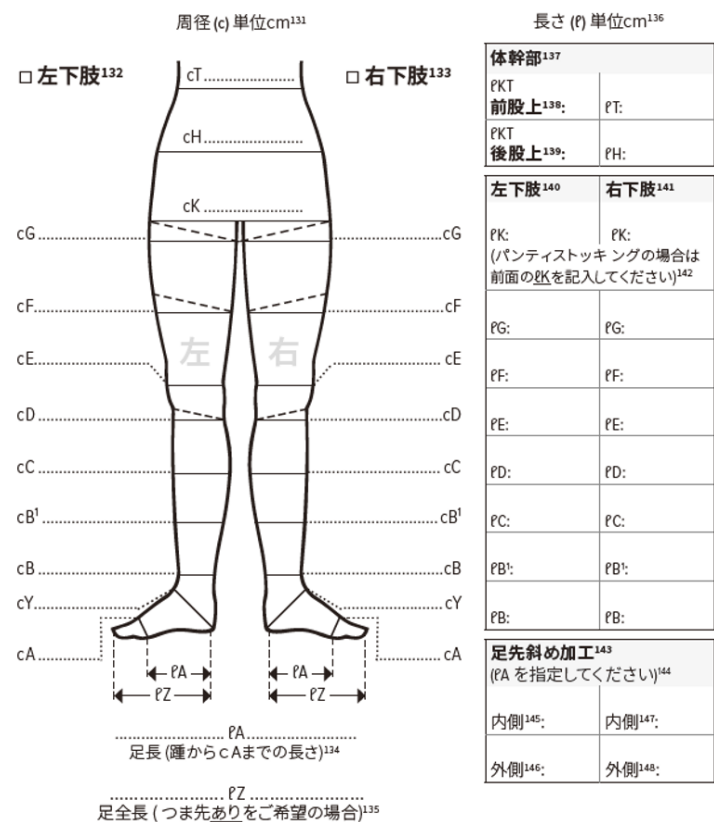 周径 (c) 単位cm¹³¹
□ 左下肢¹³²
□ 右下肢¹³³
cT
cH
cK
cG
cG
cF
cF
左
右
cE
cE
cD
cD
cC
cC
cB¹
cB¹
cB
cB
cY
cY
cA
cA
ℓA
ℓA
ℓZ
ℓZ
ℓA
足長 (踵からｃAまでの長さ)¹³⁴
ℓZ
足全長 ( つま先ありをご希望の場合)¹³⁵
長さ (ℓ) 単位cm¹³⁶
体幹部¹³⁷
ℓKT
前股上¹³⁸:
ℓT:
ℓKT
後股上¹³⁹:
ℓH:
左下肢¹⁴⁰
右下肢¹⁴¹
ℓK:
ℓK:
(パンティストッキ ングの場合は
前面のℓKを記入してください)¹⁴²
ℓG:
ℓG:
ℓF:
ℓF:
ℓE:
ℓE:
ℓD:
ℓD:
ℓC:
ℓC:
ℓB¹:
ℓB¹:
ℓB:
ℓB:
足先斜め加工¹⁴³
(ℓA を指定してください)¹⁴⁴
内側¹⁴⁵:
内側¹⁴⁷:
外側¹⁴⁶:
外側¹⁴⁸: